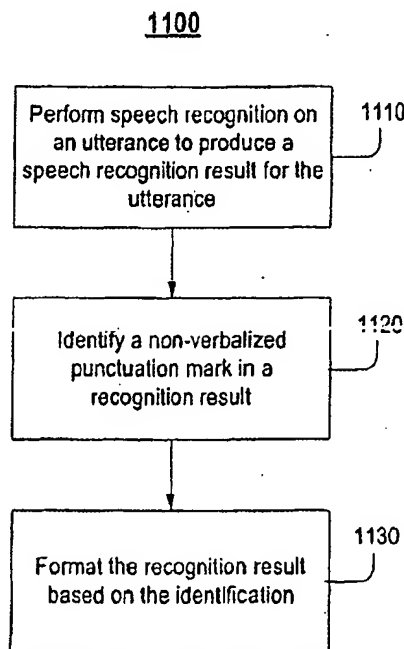 1100
Perform speech recognition on
an utterance to produce a
speech recognition result for the
utterance
1110
Identify a non-verbalized
punctuation mark in a
recognition result
1120
Format the recognition result
based on the identification
1130